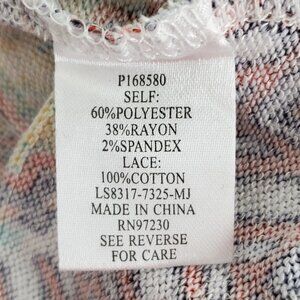 P168580
SELF:
60%POLYESTER
38%RAYON
2%SPANDEX
LACE:
100%COTTON
LS8317-7325-MJ
MADE IN CHINA
RN97230
SEE REVERSE
FOR CARE